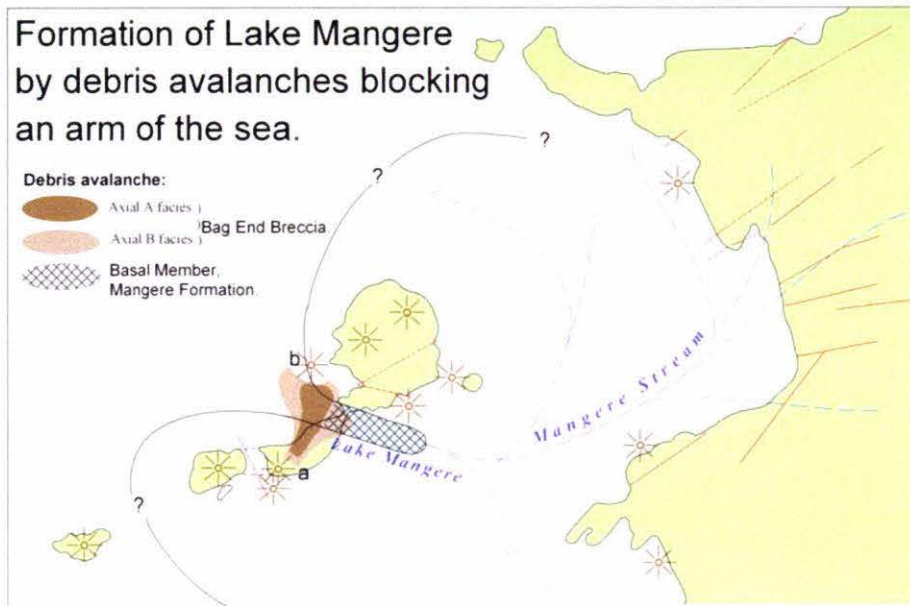 Formation of Lake Mangere
by debris avalanches blocking
an arm of the sea.
Debris avalanche:
Axial A facies )
)Bag End Breccia.
Axial B facies )
Basal Member,
Mangere Formation.
?
?
?
b
a
Lake Mangere
Mangere Stream